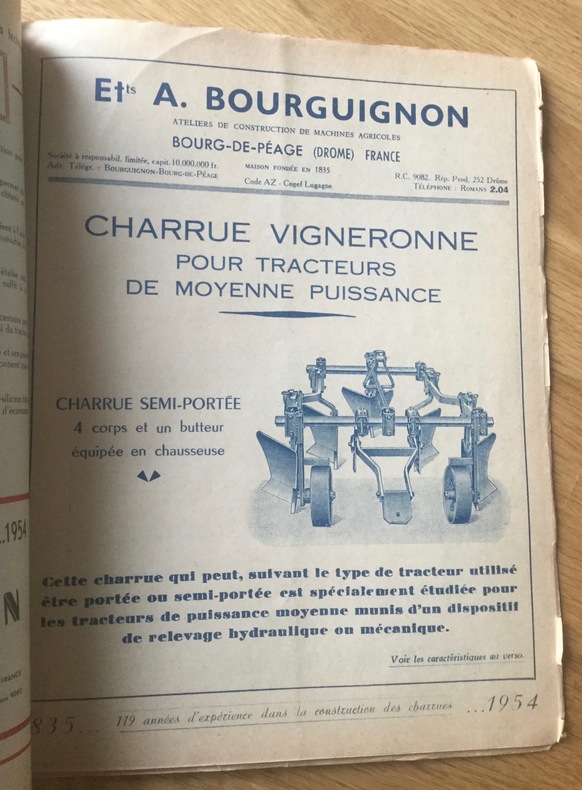 Ets A. BOURGUIGNON
ATELIERS DE CONSTRUCTION DE MACHINES AGRICOLES
BOURG-DE-PÉAGE (DROME) FRANCE
Société à responsabil. limitée, capit. 10.000.000 fr.
MAISON FONDÉE EN 1835
R.C. 9082. Rép. Prod. 252 Drôme
Adr. Télégr. : BOURGUIGNON-BOURG-DE-PÉAGE
Code AZ - Cogef Lugagne
TÉLÉPHONE : ROMANS 2.04
CHARRUE VIGNERONNE
POUR TRACTEURS
DE MOYENNE PUISSANCE
CHARRUE SEMI-PORTÉE
4 corps et un butteur
équipée en chausseuse
Cette charrue qui peut, suivant le type de tracteur utilisé
être portée ou semi-portée est spécialement étudiée pour
les tracteurs de puissance moyenne munis d'un dispositif
de relevage hydraulique ou mécanique.
Voir les caractéristiques au verso.
835... 119 années d'expérience dans la construction des charrues ...1954
...1954
N
FRANCE